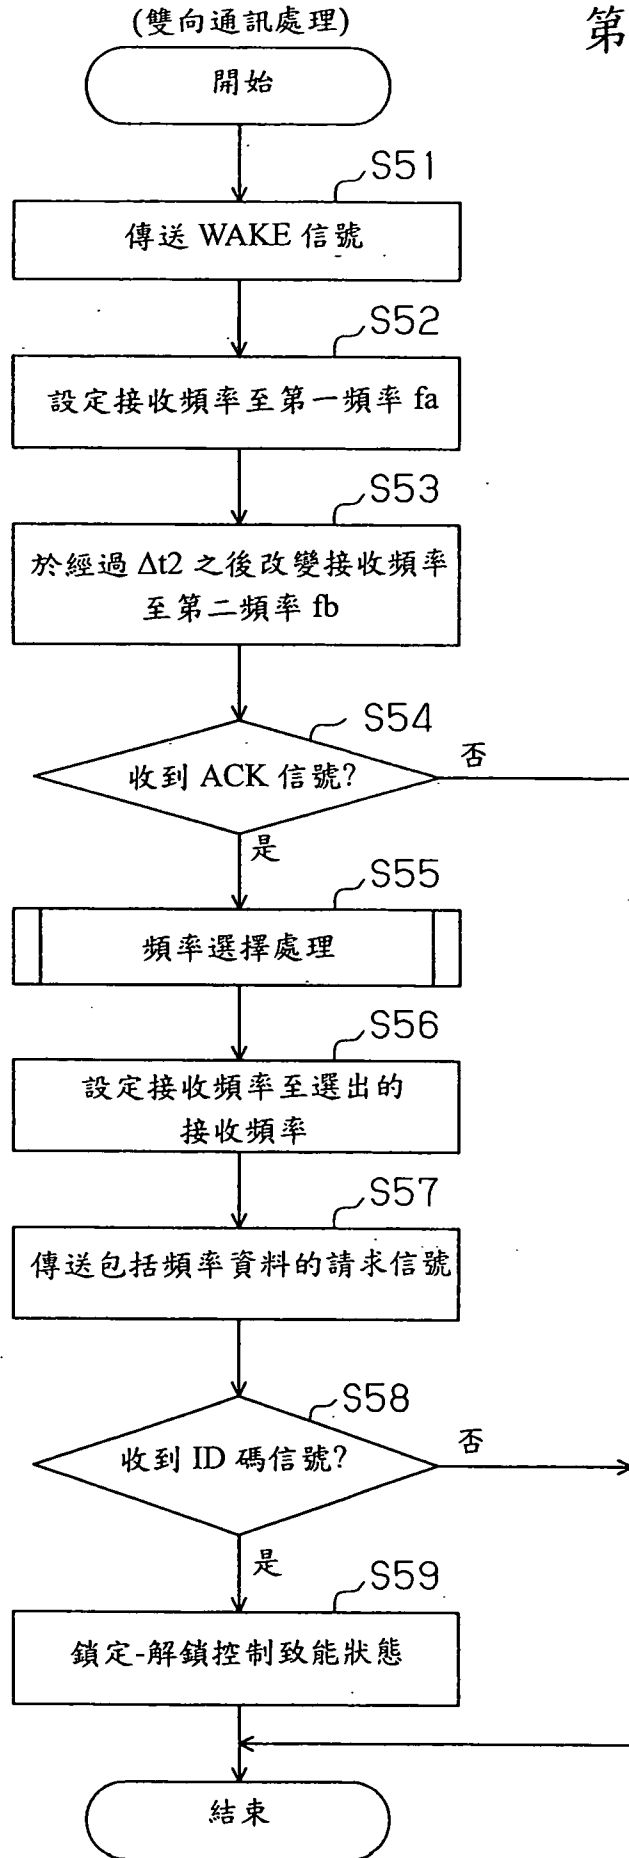 (雙向通訊處理)
第
開始
S51
傳送 WAKE 信號
S52
設定接收頻率至第一頻率 fa
S53
於經過 Δt2 之後改變接收頻率
至第二頻率 fb
S54
收到 ACK 信號?
否
是
S55
頻率選擇處理
S56
設定接收頻率至選出的
接收頻率
S57
傳送包括頻率資料的請求信號
S58
收到 ID 碼信號?
否
是
S59
鎖定-解鎖控制致能狀態
結束